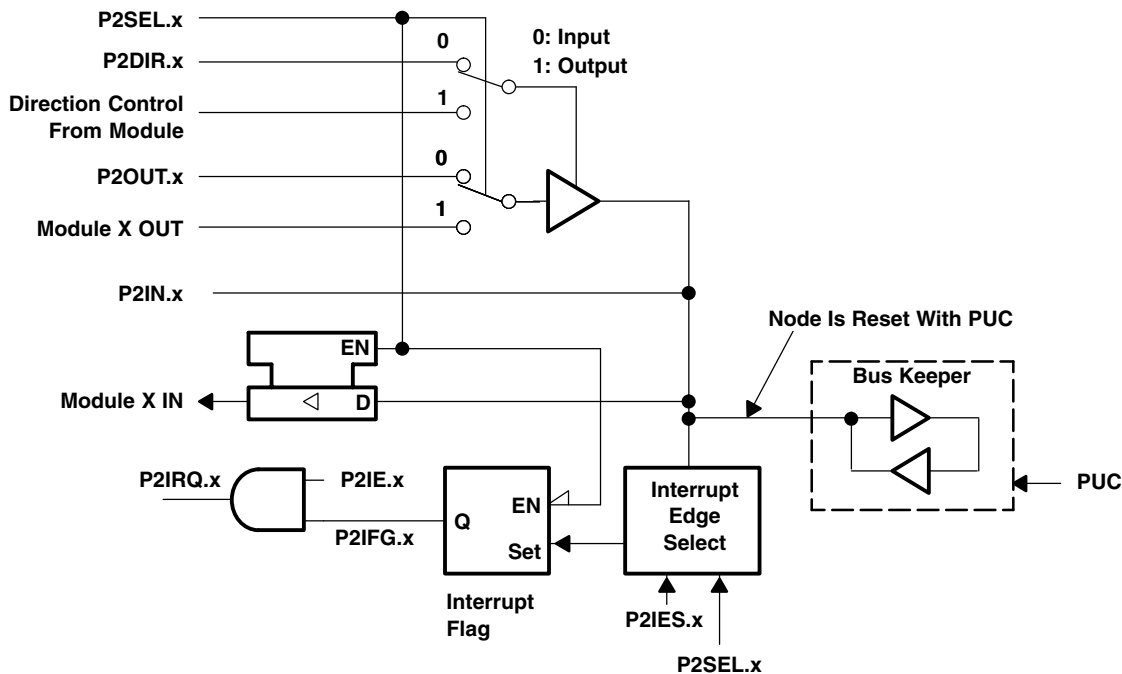 P2SEL.x
0
0: Input
1: Output
P2DIR.x
Direction Control
From Module
1
0
P2OUT.x
1
Module X OUT
P2IN.x
Node Is Reset With PUC
EN
Bus Keeper
Module X IN
D
P2IRQ.x
P2IE.x
PUC
Interrupt
Edge
Select
EN
Q
P2IFG.x
Set
Interrupt
Flag
P2IES.x
P2SEL.x